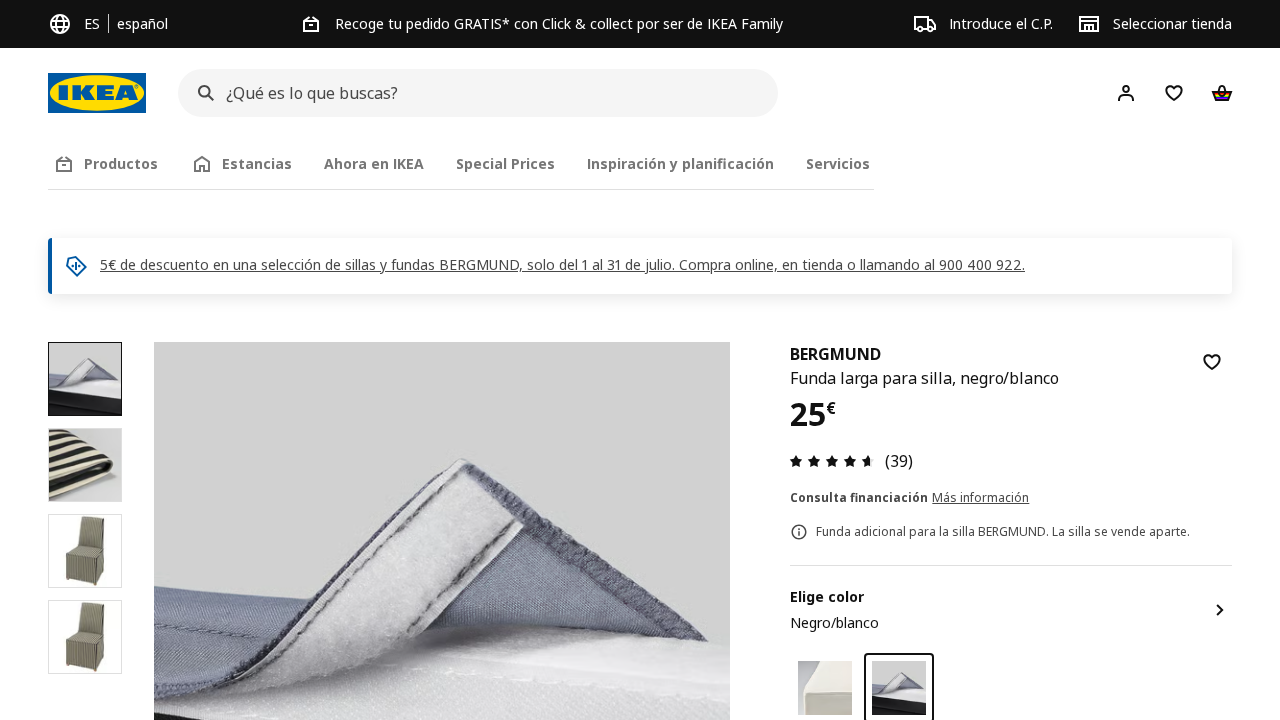 ES español
Recoge tu pedido GRATIS* con Click & collect por ser de IKEA Family
Introduce el C.P.
Seleccionar tienda
IKEA
¿Qué es lo que buscas?
Productos
Estancias
Ahora en IKEA
Special Prices
Inspiración y planificación
Servicios
5€ de descuento en una selección de sillas y fundas BERGMUND, solo del 1 al 31 de julio. Compra online, en tienda o llamando al 900 400 922.
BERGMUND
Funda larga para silla, negro/blanco
25€
(39)
Consulta financiación Más información
Funda adicional para la silla BERGMUND. La silla se vende aparte.
Elige color
Negro/blanco